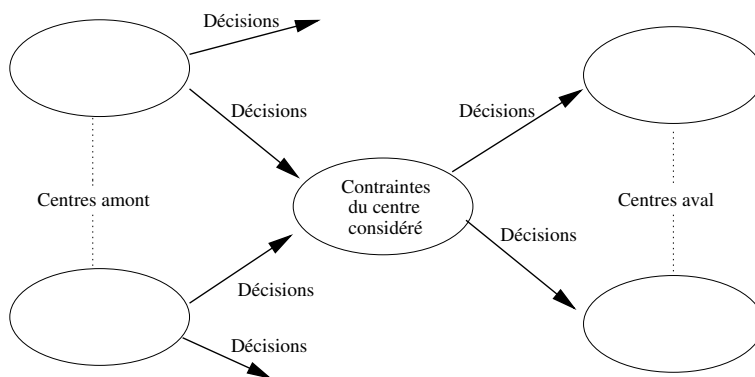 Décisions
Décisions
Décisions
Centres amont
Contraintes
du centre
considéré
Centres aval
Décisions
Décisions
Décisions